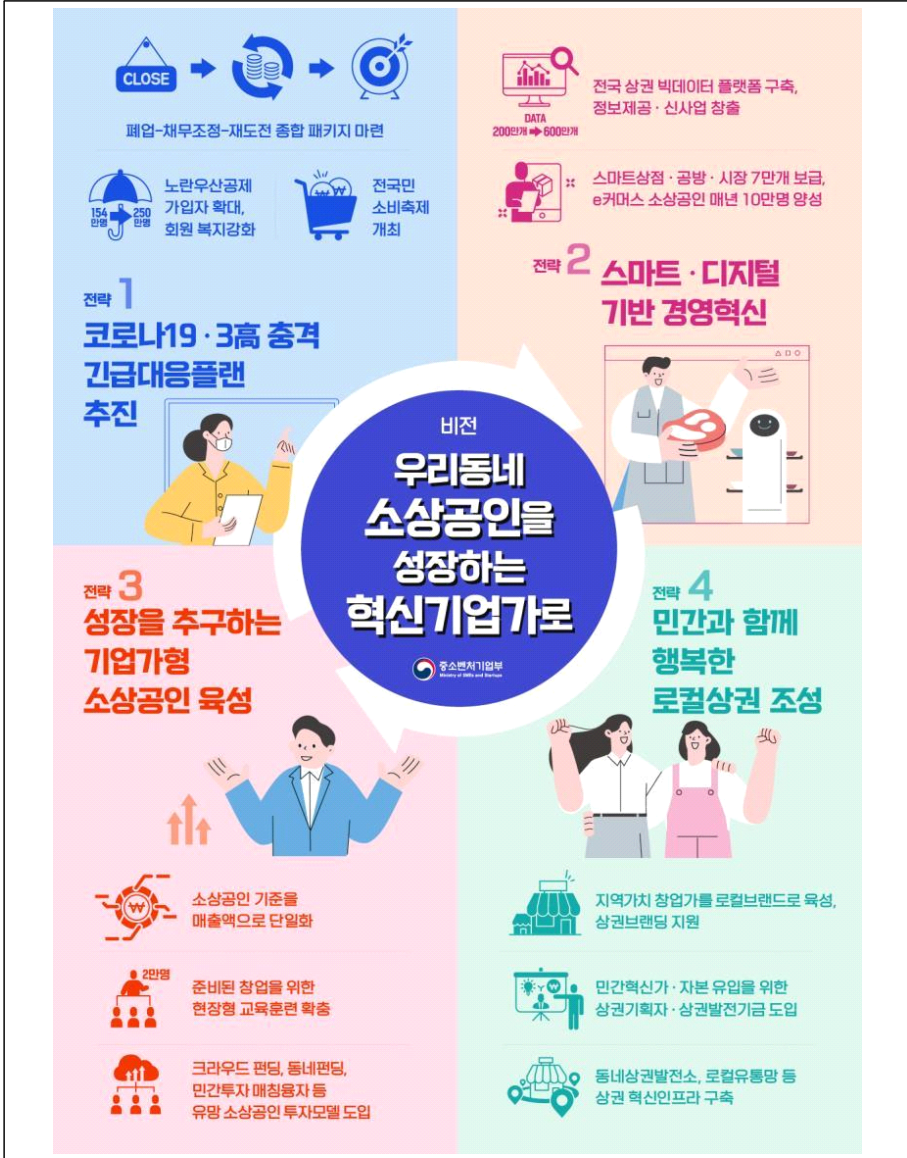 CLOSE
폐업-채무조정-재도전 종합 패키지 마련
154
만명
250
만명
노란우산공제
가입자 확대,
회원 복지강화
전국민
소비축제
개최
전략 1
코로나19·3高 충격
긴급대응플랜
추진
DATA
200만개 ➡ 600만개
전국 상권 빅데이터 플랫폼 구축,
정보제공·신사업 창출
스마트상점·공방·시장 7만개 보급,
e커머스 소상공인 매년 10만명 양성
전략 2 스마트·디지털
기반 경영혁신
비전
우리동네
소상공인을
성장하는
혁신기업가로
중소벤처기업부
Ministry of SMEs and Startups
전략 3
성장을 추구하는
기업가형
소상공인 육성
소상공인 기준을
매출액으로 단일화
2만명
준비된 창업을 위한
현장형 교육훈련 확충
크라우드 펀딩, 동네펀딩,
민간투자 매칭융자 등
유망 소상공인 투자모델 도입
전략 4
민간과 함께
행복한
로컬상권 조성
지역가치 창업가를 로컬브랜드로 육성,
상권브랜딩 지원
민간혁신가·자본 유입을 위한
상권기획자·상권발전기금 도입
동네상권발전소, 로컬유통망 등
상권 혁신인프라 구축